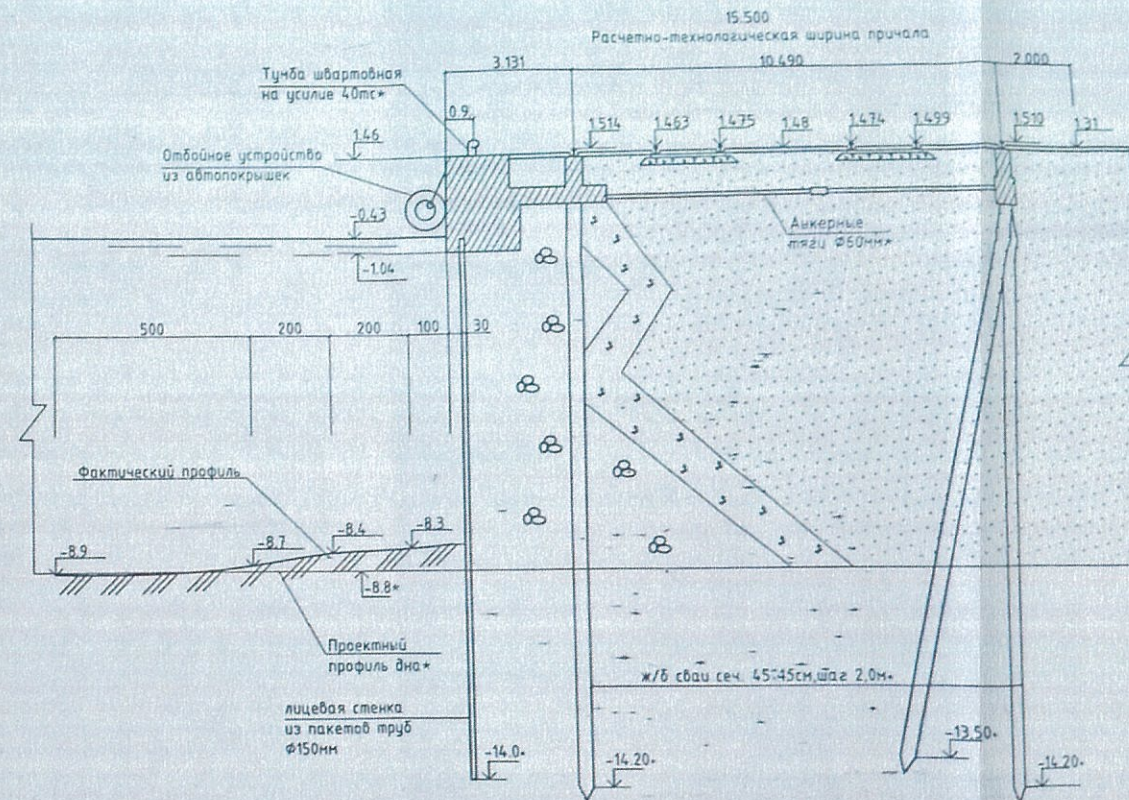 15.500
Расчетно-технологическая ширина причала
3.131
10.490
2.000
Тумба швартовная
на усилие 40тс*
0.9
1.46
1.514
1.463
1.475
1.48
1.474
1.499
1.510
1.31
Отбойное устройство
из автопокрышек
-0.43
Анкерные
тяги Ф60мм*
-1.04
500
200
200
100
30
Фактический профиль
-8.9
-8.7
-8.4
-8.3
-8.8*
Проектный
профиль дна*
ж/б сваи сеч. 45*45см,шаг 2,0м*
лицевая стенка
из пакетов труб
Ф150мм
-14.0*
-14.20*
-13.50*
-14.20*